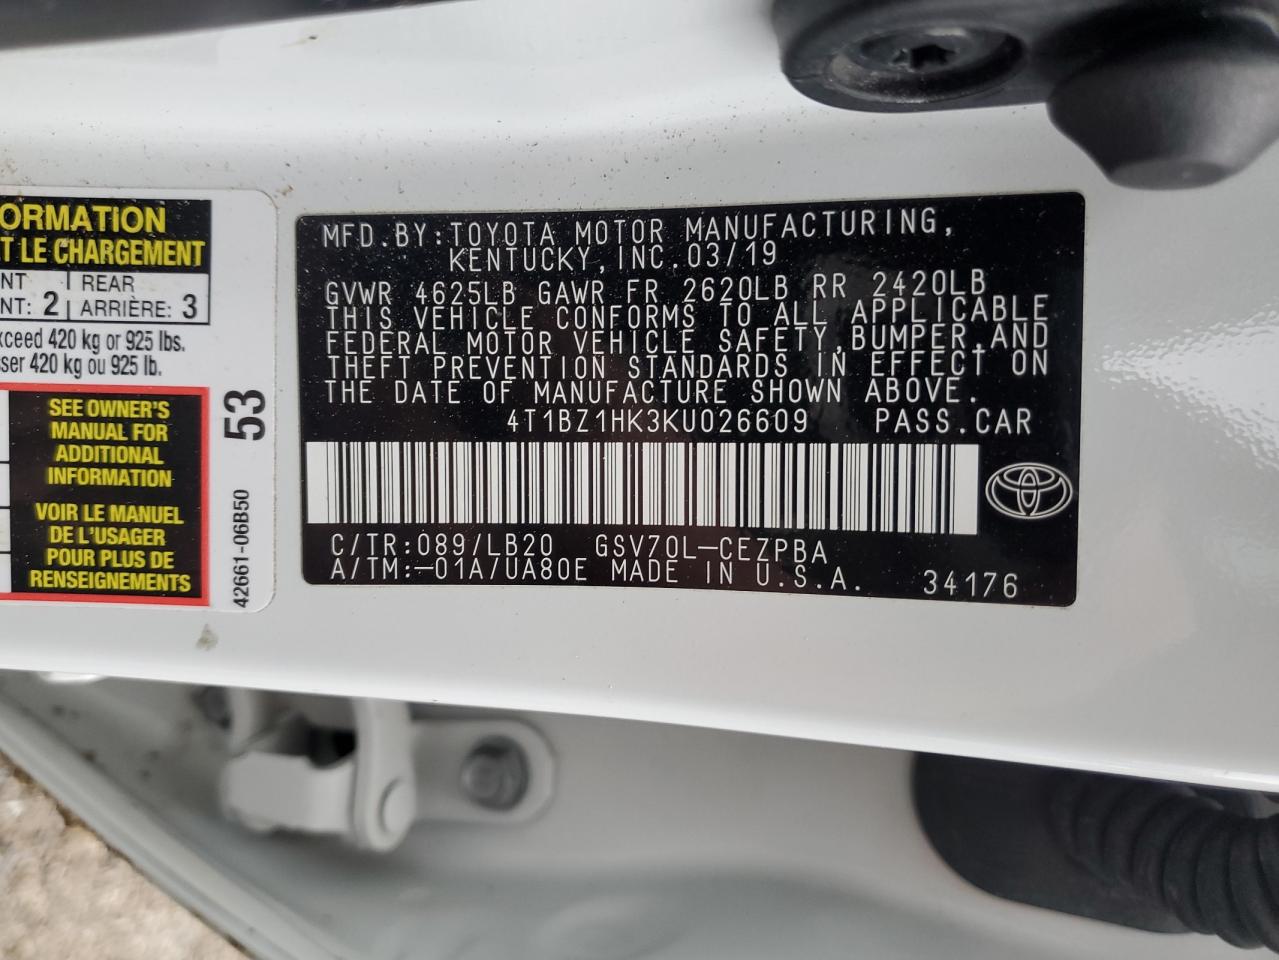 ORMATION
ET LE CHARGEMENT
NT | REAR
NT: 2 | ARRIÈRE: 3
xceed 420 kg or 925 lbs.
sser 420 kg ou 925 lb.
SEE OWNER'S
MANUAL FOR
ADDITIONAL
INFORMATION
VOIR LE MANUEL
DE L'USAGER
POUR PLUS DE
RENSEIGNEMENTS
53
42661-06B50
MFD.BY:TOYOTA MOTOR MANUFACTURING,
KENTUCKY,INC.03/19
GVWR 4625LB GAWR FR 2620LB RR 2420LB
THIS VEHICLE CONFORMS TO ALL APPLICABLE
FEDERAL MOTOR VEHICLE SAFETY,BUMPER,AND
THEFT PREVENTION STANDARDS IN EFFECT ON
THE DATE OF MANUFACTURE SHOWN ABOVE.
4T1BZ1HK3KU026609 PASS.CAR
C/TR:089/LB20 GSV70L-CEZPBA
A/TM:-01A/UA80E MADE IN U.S.A. 34176